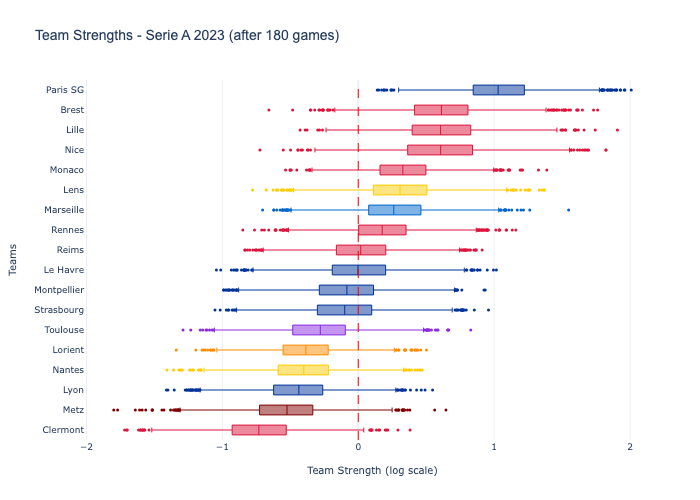 Team Strengths - Serie A 2023 (after 180 games)
Paris SG
Brest
Lille
Nice
Monaco
Lens
Marseille
Rennes
Reims
Le Havre
Montpellier
Strasbourg
Toulouse
Lorient
Nantes
Lyon
Metz
Clermont
Teams
−2 −1 0 1 2
Team Strength (log scale)